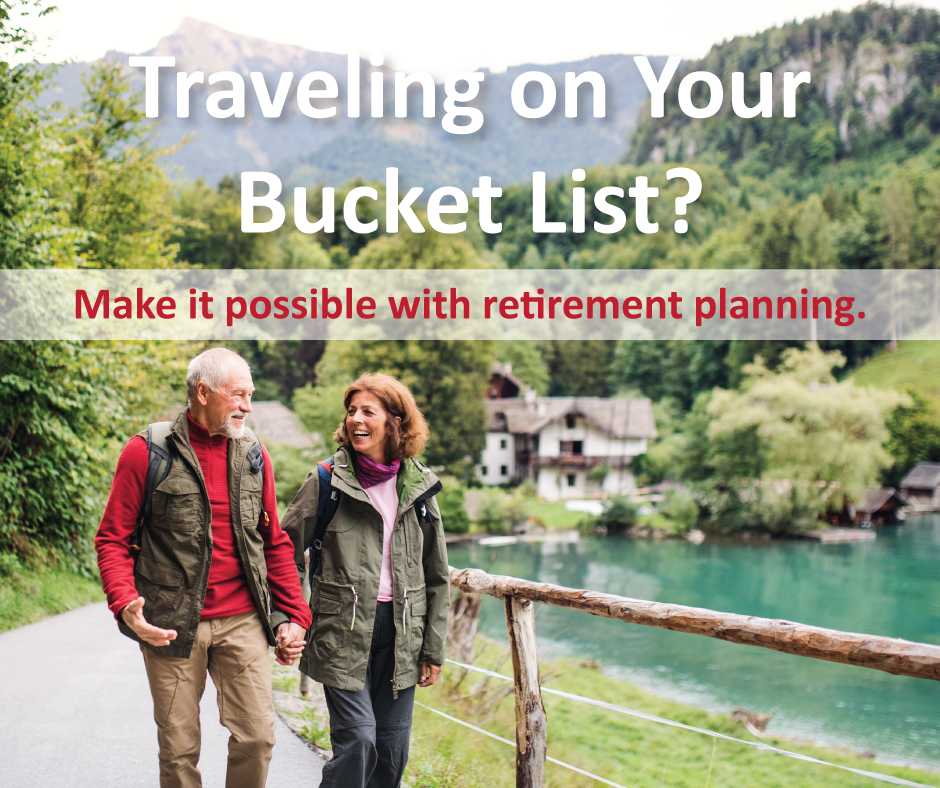 Traveling on Your
Bucket List?
Make it possible with retirement planning.